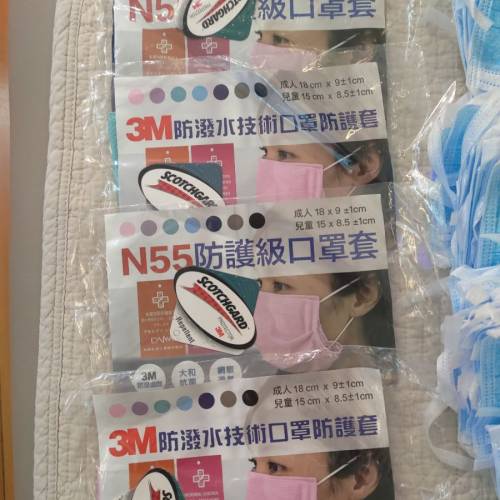 N5 護級口罩套
SCOTCHGARD
成人 18 cm x 9±1cm
兒童 15 cm x 8.5±1cm
3M防潑水技術口罩防護套
SCOTCHGARD
成人 18 x 9 ±1cm
兒童 15 x 8.5 ±1cm
N55防護級口罩套
SCOTCHGARD
3M
Repellent
3M
大和
成人 18 cm x 9±1cm
兒童 15 cm x 8.5±1cm
3M防潑水技術口罩防護套